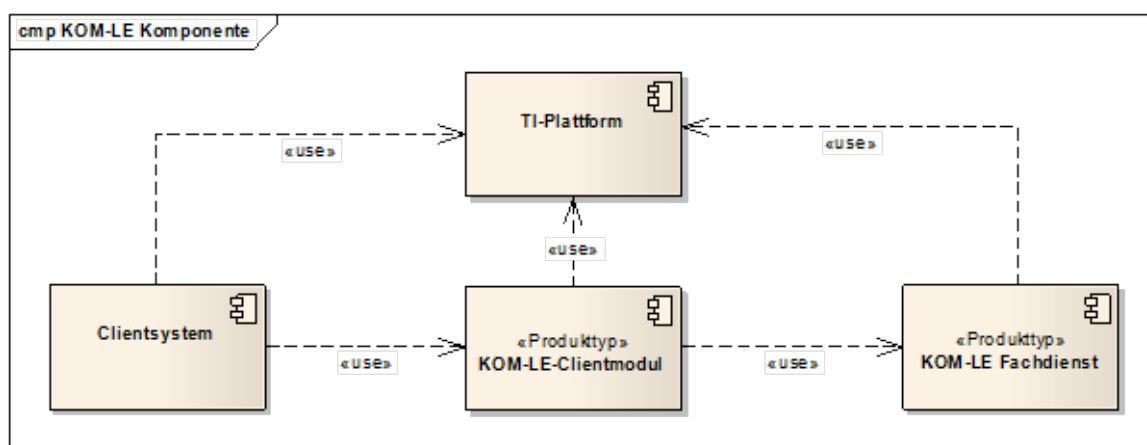 cmp KOM-LE Komponente
TI-Plattform
«use»
«use»
«use»
Clientsystem
«Produkttyp»
KOM-LE-Clientmodul
«Produkttyp»
KOM-LE Fachdienst
«use»
«use»